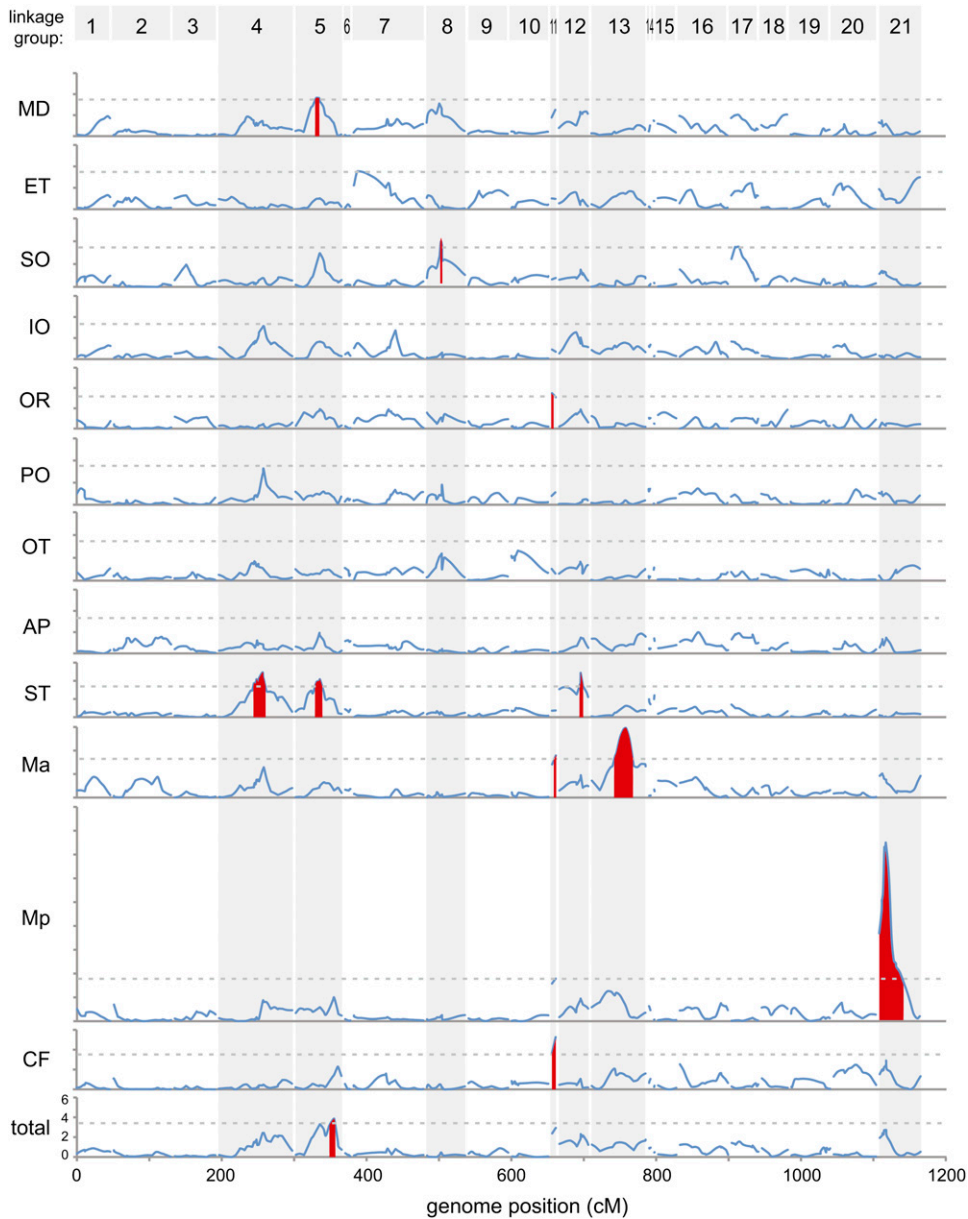 linkage group: 1 2 3 4 5 6 7 8 9 10 11 12 13 14 15 16 17 18 19 20 21
MD
ET
SO
IO
OR
PO
OT
AP
ST
Ma
Mp
CF
6
4
total
2
0
0 200 400 600 800 1000 1200
genome position (cM)